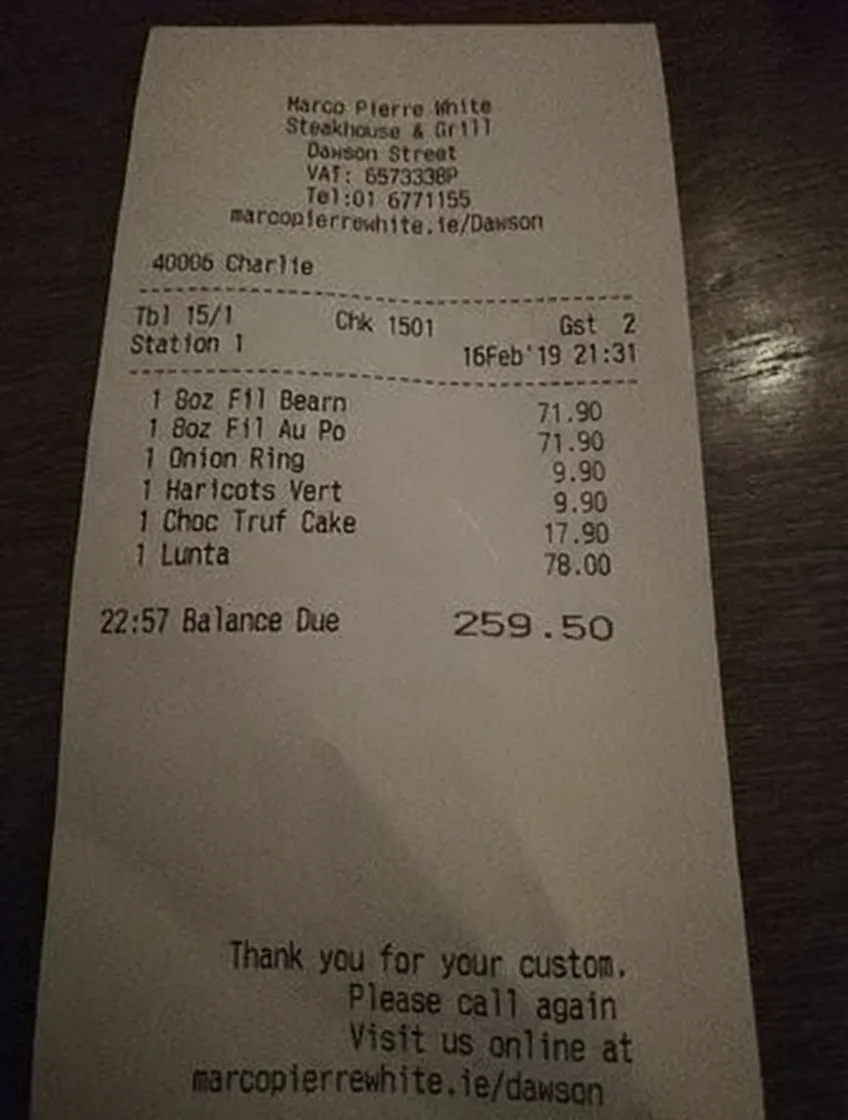 Marco Pierre White
Steakhouse & Grill
Dawson Street
VAT: 6573338P
Tel:01 6771155
marcopierrewhite.ie/Dawson
40006 Charlie
Tbl 15/1 Chk 1501 Gst 2
Station 1 16Feb'19 21:31
1 8oz Fil Bearn 71.90
1 8oz Fil Au Po 71.90
1 Onion Ring 9.90
1 Haricots Vert 9.90
1 Choc Truf Cake 17.90
1 Lunta 78.00
22:57 Balance Due 259.50
Thank you for your custom.
Please call again
Visit us online at
marcopierrewhite.ie/dawson